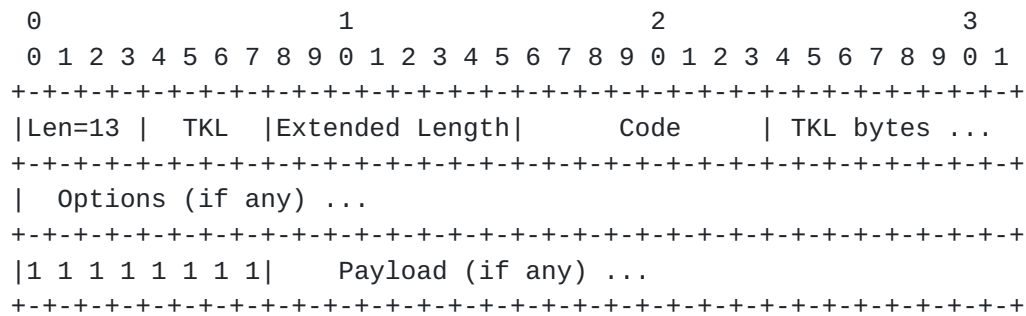 0                   1                   2                   3
 0 1 2 3 4 5 6 7 8 9 0 1 2 3 4 5 6 7 8 9 0 1 2 3 4 5 6 7 8 9 0 1
+-+-+-+-+-+-+-+-+-+-+-+-+-+-+-+-+-+-+-+-+-+-+-+-+-+-+-+-+-+-+-+-+
|Len=13 |  TKL  |Extended Length|      Code     | TKL bytes ...
+-+-+-+-+-+-+-+-+-+-+-+-+-+-+-+-+-+-+-+-+-+-+-+-+-+-+-+-+-+-+-+-+
|  Options (if any) ...
+-+-+-+-+-+-+-+-+-+-+-+-+-+-+-+-+-+-+-+-+-+-+-+-+-+-+-+-+-+-+-+-+
|1 1 1 1 1 1 1 1|    Payload (if any) ...
+-+-+-+-+-+-+-+-+-+-+-+-+-+-+-+-+-+-+-+-+-+-+-+-+-+-+-+-+-+-+-+-+